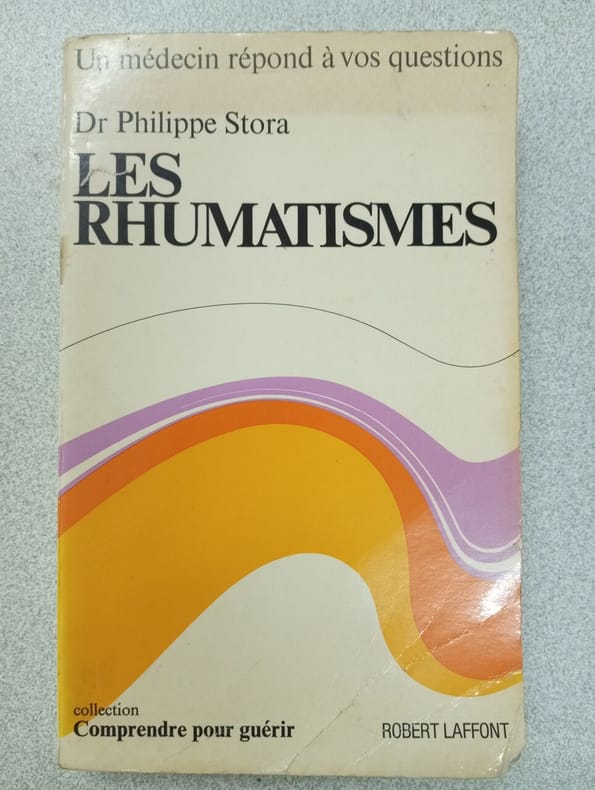 Un médecin répond à vos questions
Dr Philippe Stora
LES
RHUMATISMES
collection
Comprendre pour guérir
ROBERT LAFFONT